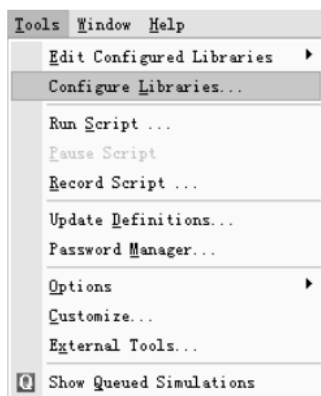 Tools Window Help
Edit Configured Libraries
Configure Libraries...
Run Script ...
Pause Script
Record Script ...
Update Definitions...
Password Manager...
Options
Customize...
External Tools...
Q Show Queued Simulations